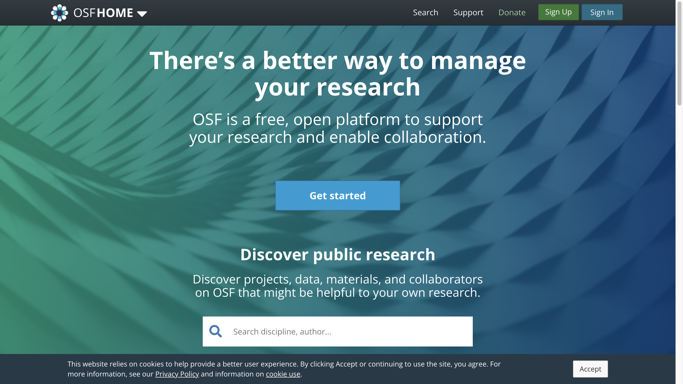 OSFHOME
Search
Support
Donate
Sign Up
Sign In
There’s a better way to manage
your research
OSF is a free, open platform to support
your research and enable collaboration.
Get started
Discover public research
Discover projects, data, materials, and collaborators
on OSF that might be helpful to your own research.
Search discipline, author...
This website relies on cookies to help provide a better user experience. By clicking Accept or continuing to use the site, you agree. For
more information, see our Privacy Policy and information on cookie use.
Accept